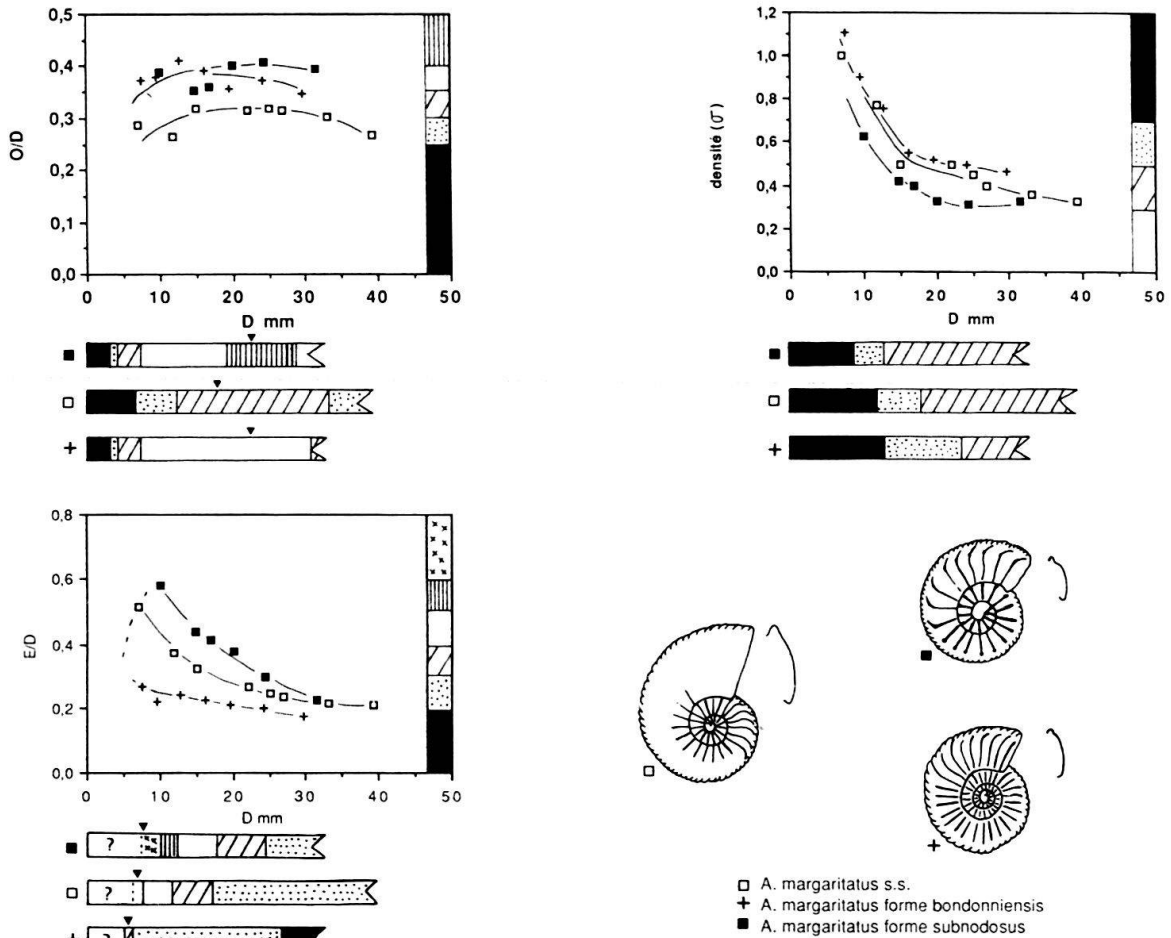 0,5
0,4
0,3
0,2
0,1
0,0
O/D
0 10 20 30 40 50
D mm
1,2
1,0
0,8
0,6
0,4
0,2
0,0
densité (σ)
0 10 20 30 40 50
D mm
0,8
0,6
0,4
0,2
0,0
E/D
0 10 20 30 40 50
D mm
?
?
?
A. margaritatus s.s.
A. margaritatus forme bondonniensis
A. margaritatus forme subnodosus